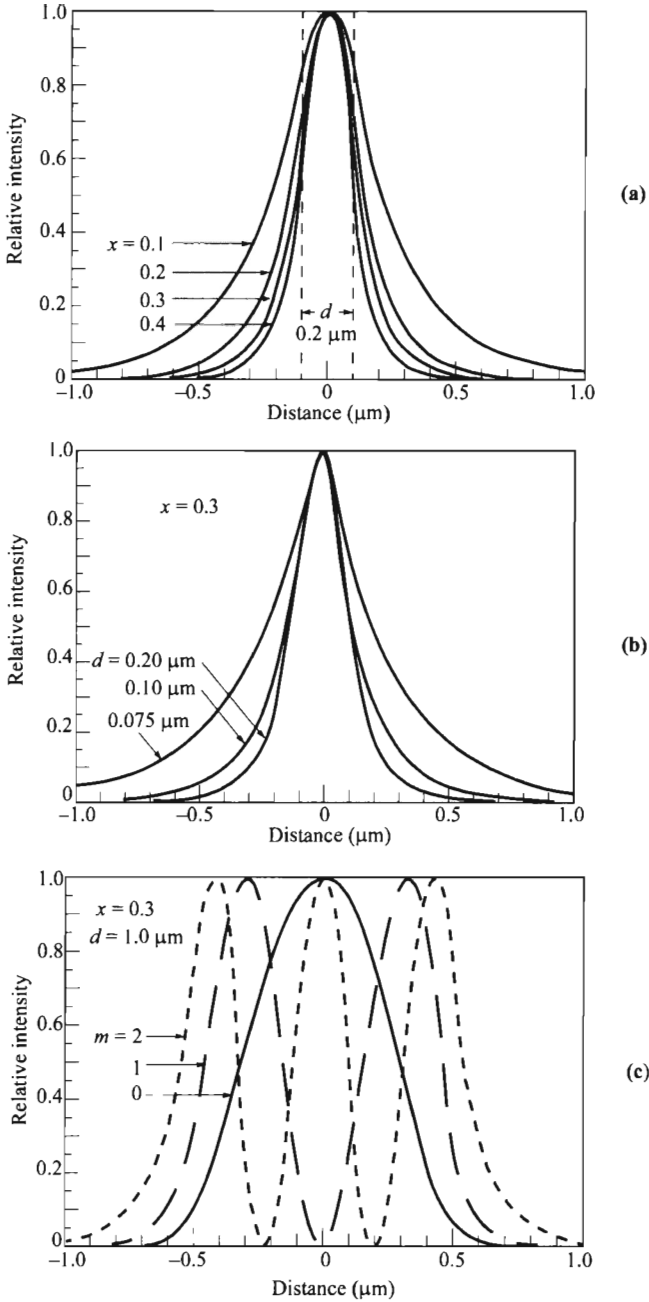 1.0
0.8
0.6
0.4
0.2
0
Relative intensity
x = 0.1
0.2
0.3
0.4
d
0.2 μm
–1.0
–0.5
0
0.5
1.0
Distance (μm)
(a)
1.0
0.8
0.6
0.4
0.2
0
Relative intensity
x = 0.3
d = 0.20 μm
0.10 μm
0.075 μm
–1.0
–0.5
0
0.5
1.0
Distance (μm)
(b)
1.0
0.8
0.6
0.4
0.2
0
Relative intensity
x = 0.3
d = 1.0 μm
m = 2
1
0
–1.0
–0.5
0
0.5
1.0
Distance (μm)
(c)